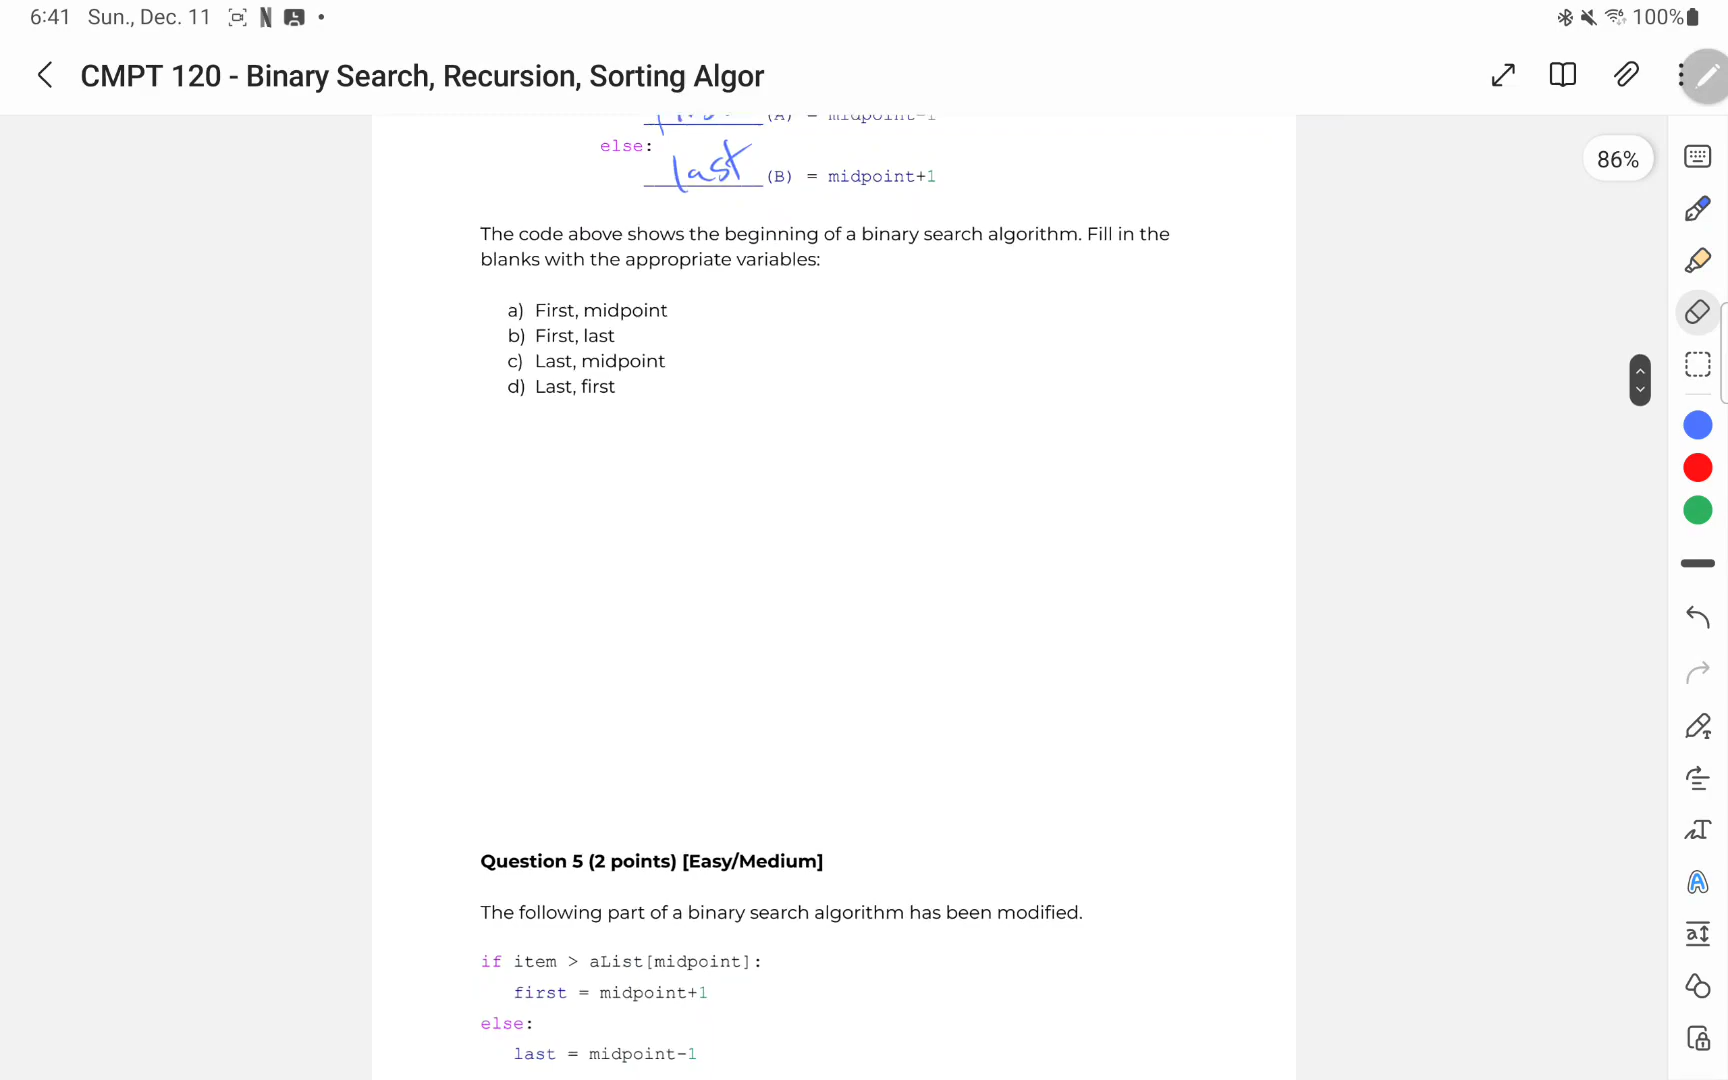 6:41 Sun., Dec. 11 N 100%
CMPT 120 - Binary Search, Recursion, Sorting Algor
86%
(A) = midpoint-1
else:
last (B) = midpoint+1
The code above shows the beginning of a binary search algorithm. Fill in the
blanks with the appropriate variables:
a) First, midpoint
b) First, last
c) Last, midpoint
d) Last, first
Question 5 (2 points) [Easy/Medium]
The following part of a binary search algorithm has been modified.
if item > aList[midpoint]:
first = midpoint+1
else:
last = midpoint-1